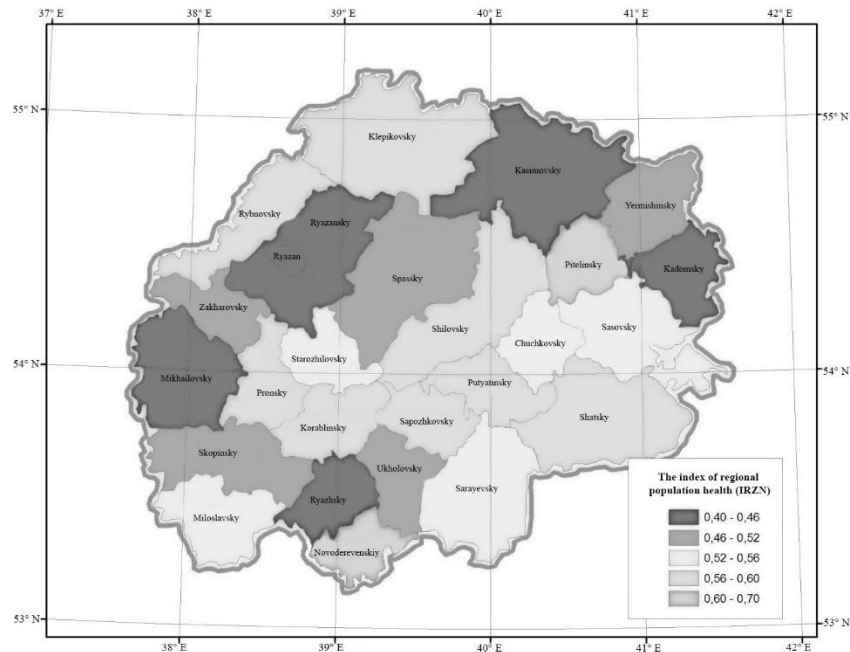 37° E 38° E 39° E 40° E 41° E 42° E
55° N 55° N
Klepikovsky
Kasimovsky
Rybnovsky
Ryazansky
Yermishinsky
Ryazan
Pitelinsky
Kadomsky
Spassky
Zakharovsky
Shilovsky
Sasovsky
Chuchkovsky
Starozhilovsky
54° N 54° N
Mikhailovsky
Putyatinsky
Pronsky
Shatsky
Sapozhkovsky
Korablinsky
Skopinsky
Ukholovsky
Sarayevsky
Ryazhsky
Miloslavsky
Novoderevenskiy
The index of regional
population health (IRZN)
0,40 - 0,46
0,46 - 0,52
0,52 - 0,56
0,56 - 0,60
0,60 - 0,70
53° N 53° N
38° E 39° E 40° E 41° E 42° E